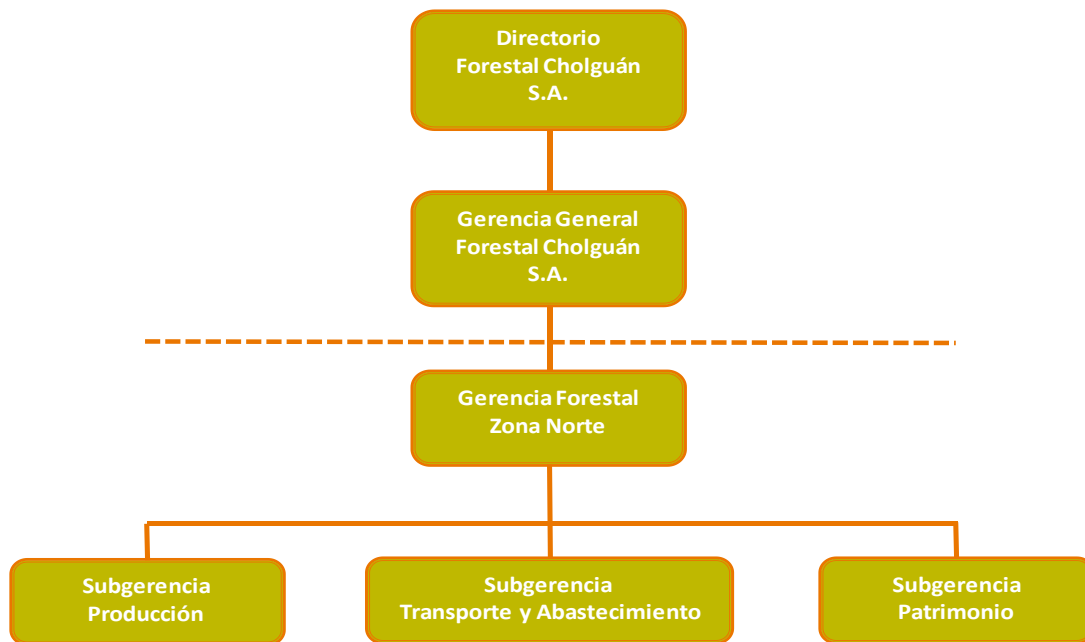 Directorio
Forestal Cholguán
S.A.
Gerencia General
Forestal Cholguán
S.A.
Gerencia Forestal
Zona Norte
Subgerencia
Producción
Subgerencia
Transporte y Abastecimiento
Subgerencia
Patrimonio